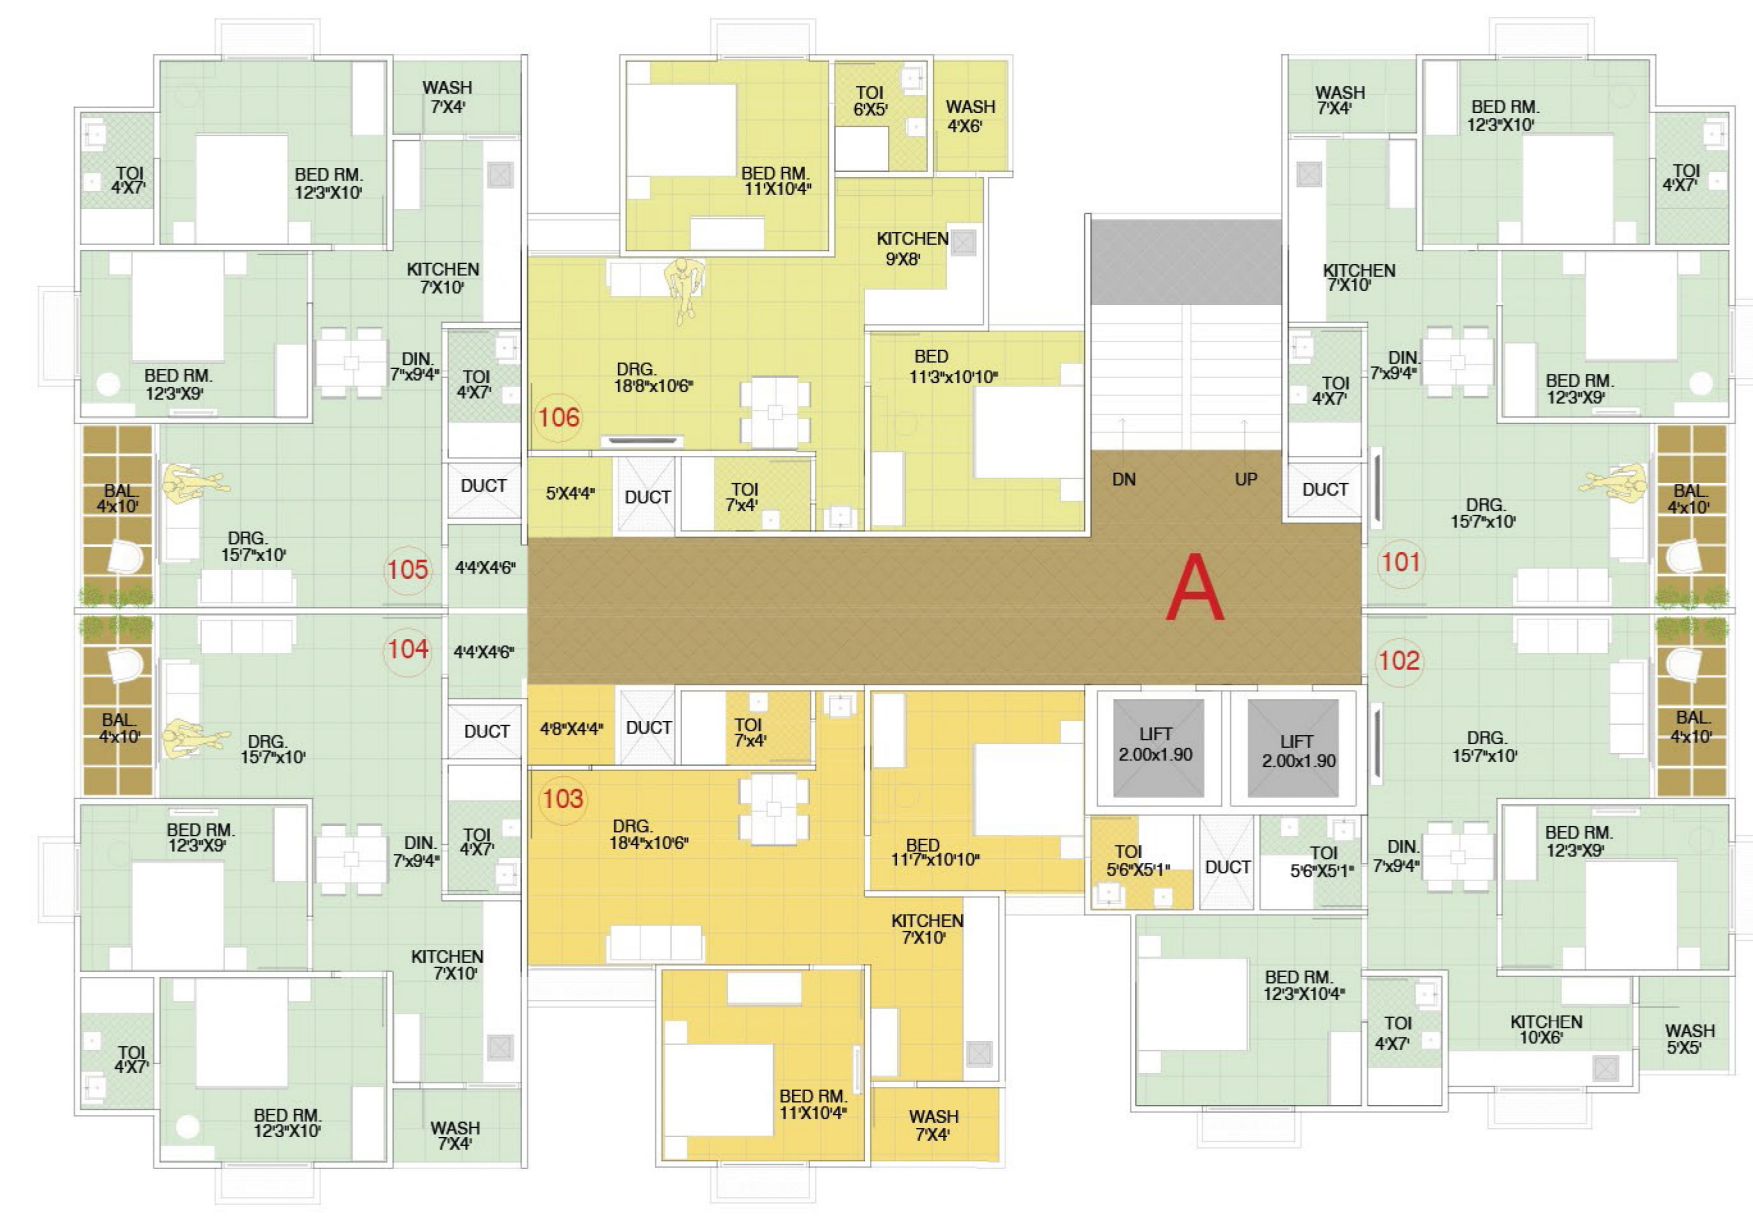 WASH
7'X4'
BED RM.
12'3"X10'
TOI
4'X7'
KITCHEN
7'X10'
BED RM.
12'3"X9'
DIN.
7"x9'4"
TOI
4'X7'
DUCT
BAL.
4'x10'
DRG.
15'7"x10'
105
4'4'X4'6"
BED RM.
11'X10'4"
TOI
6'X5'
WASH
4'X6'
KITCHEN
9'X8'
DRG.
18'8"x10'6"
106
BED
11'3"x10'10"
5'X4'4"
DUCT
TOI
7'x4'
DN
UP
A
WASH
7'X4'
BED RM.
12'3"X10'
TOI
4'X7'
KITCHEN
7'X10'
DIN.
7'x9'4"
BED RM.
12'3"X9'
TOI
4'X7'
DUCT
DRG.
15'7"x10'
BAL.
4'x10'
101
104
4'4'X4'6"
BAL.
4'x10'
DRG.
15'7"x10'
DUCT
BED RM.
12'3"X9'
DIN.
7'x9'4"
TOI
4'X7'
KITCHEN
7'X10'
TOI
4'X7'
BED RM.
12'3"X10'
WASH
7'X4'
4'8"X4'4"
DUCT
TOI
7'x4'
103
DRG.
18'4"x10'6"
BED
11'7"x10'10"
KITCHEN
7'X10'
BED RM.
11'X10'4"
WASH
7'X4'
LIFT
2.00x1.90
LIFT
2.00x1.90
TOI
5'6"X5'1"
DUCT
TOI
5'6"X5'1"
102
DRG.
15'7"x10'
BAL.
4'x10'
DIN.
7'x9'4"
BED RM.
12'3"X9'
BED RM.
12'3"X10'4"
TOI
4'X7'
KITCHEN
10'X6'
WASH
5'X5'